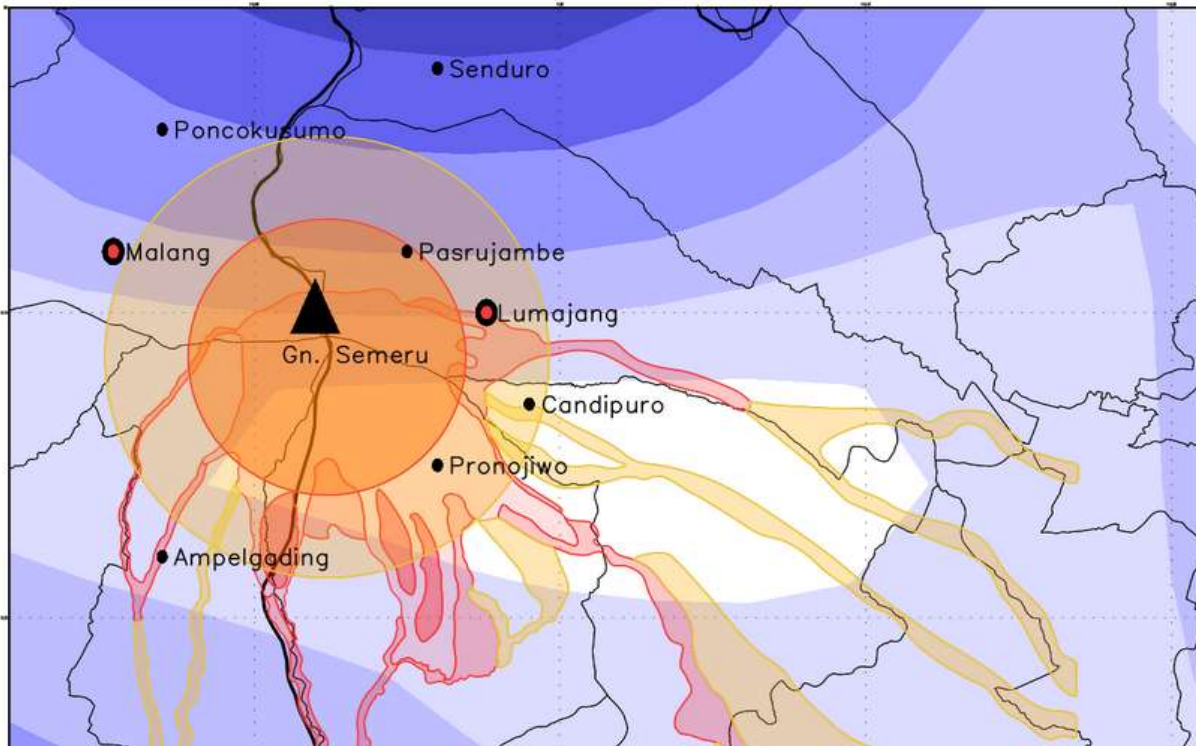 Senduro
Poncokusumo
Malang
Pasrujambe
Lumajang
Gn. Semeru
Candipuro
Pronojiwo
Ampelgading